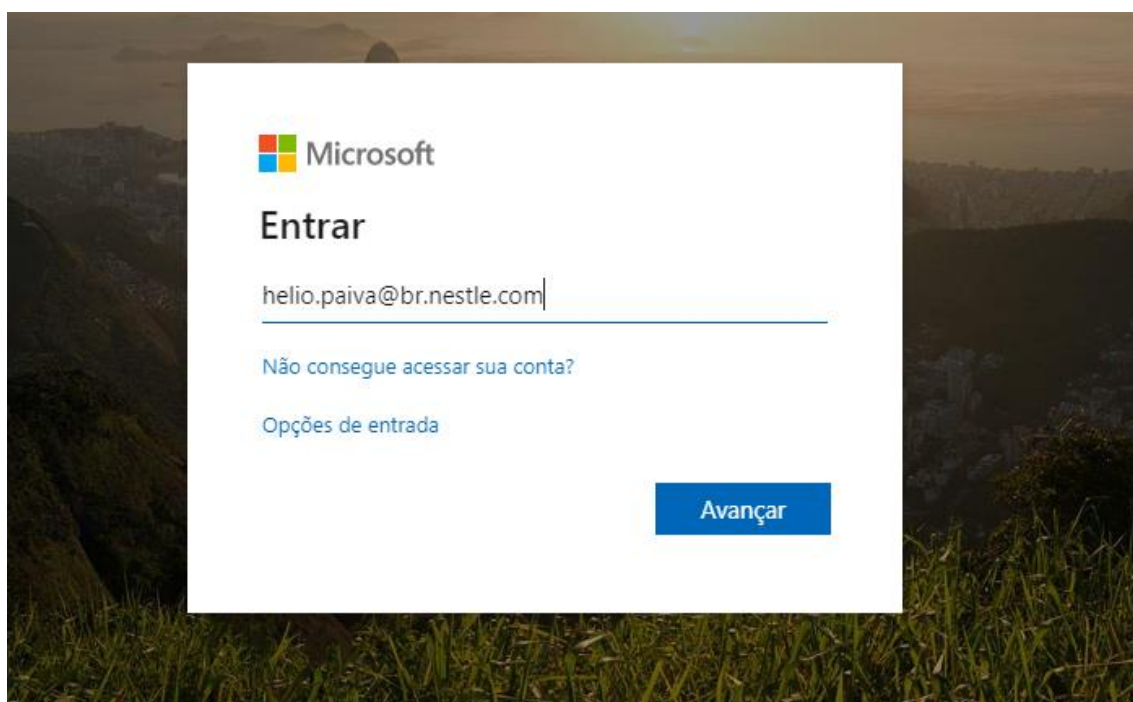 Microsoft
Entrar
helio.paiva@br.nestle.com
Não consegue acessar sua conta?
Opções de entrada
Avançar